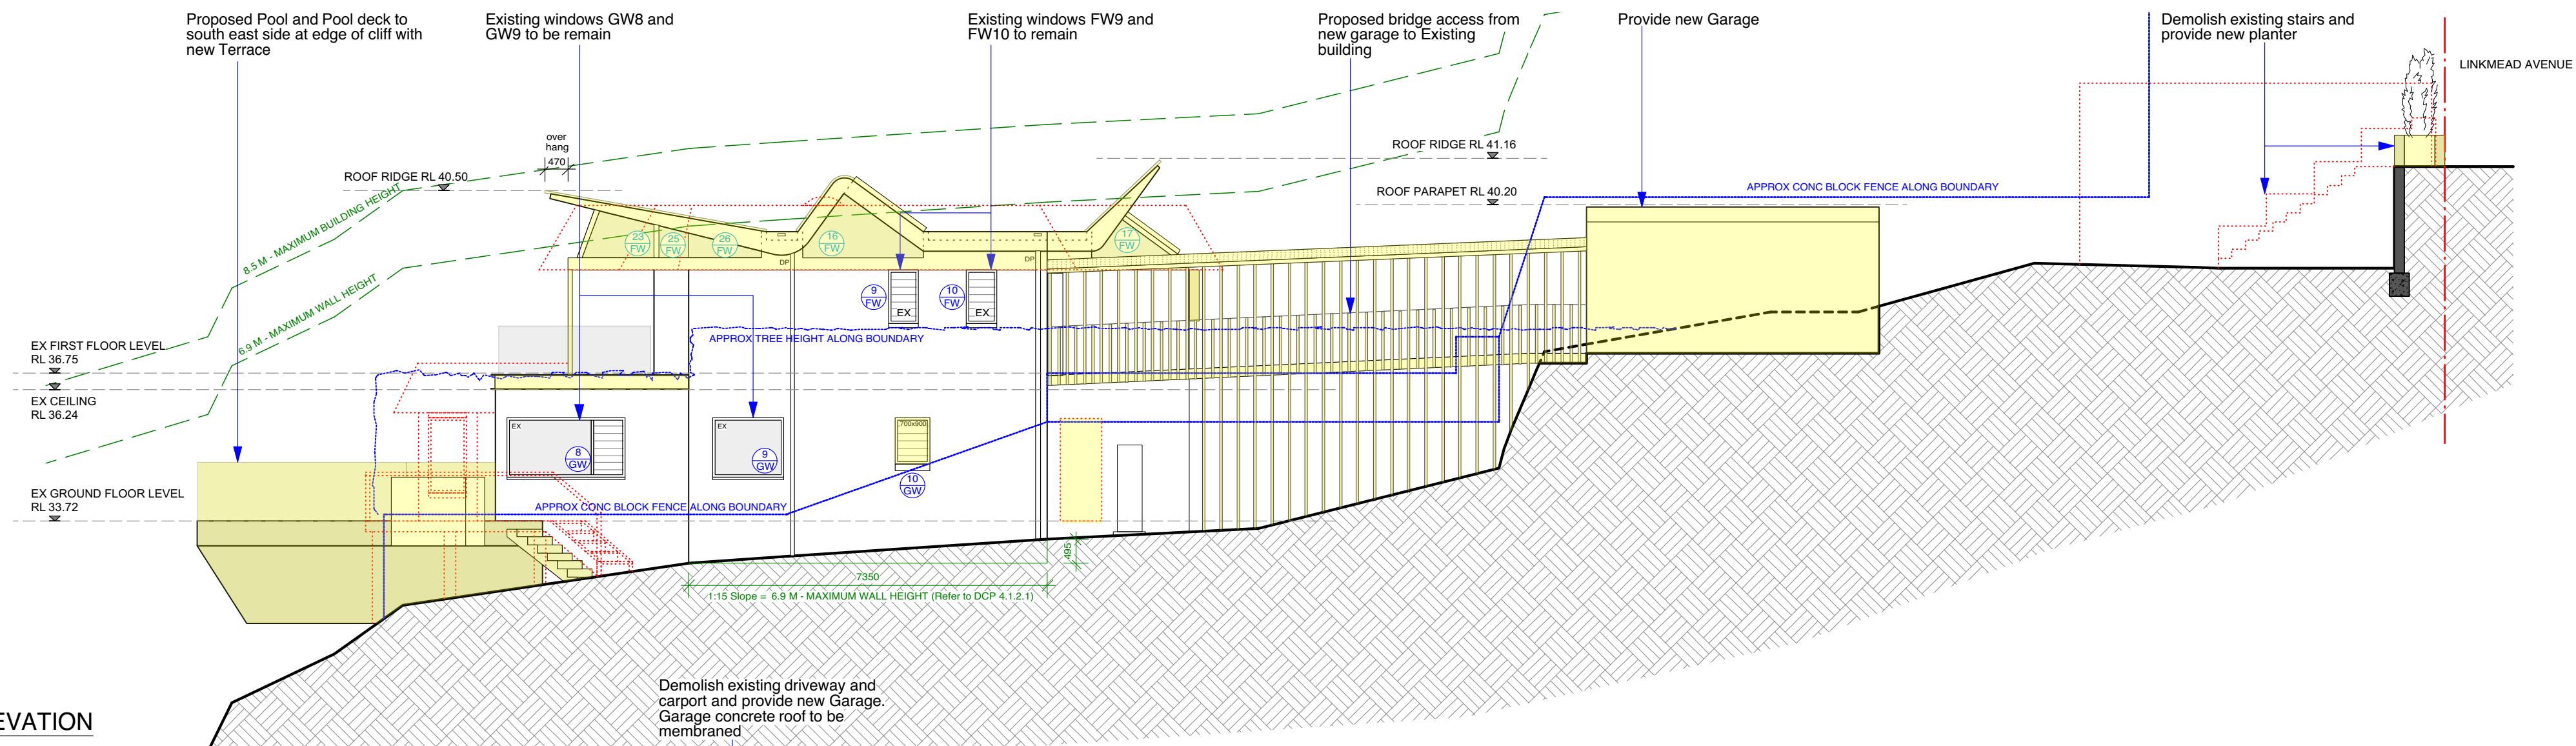 Proposed Pool and Pool deck to
south east side at edge of cliff with
new Terrace
Existing windows GW8 and
GW9 to be remain
Existing windows FW9 and
FW10 to remain
Proposed bridge access from
new garage to Existing
building
Provide new Garage
Demolish existing stairs and
provide new planter
LINKMEAD AVENUE
over
hang
470
ROOF RIDGE RL 41.16
ROOF RIDGE RL 40.50
ROOF PARAPET RL 40.20
APPROX CONC BLOCK FENCE ALONG BOUNDARY
8.5 M - MAXIMUM BUILDING HEIGHT
6.9 M - MAXIMUM WALL HEIGHT
23
FW
25
FW
26
FW
16
FW
17
FW
DP
DP
9
FW
10
FW
EX
EX
APPROX TREE HEIGHT ALONG BOUNDARY
EX FIRST FLOOR LEVEL
RL 36.75
EX CEILING
RL 36.24
EX
EX
700x900
8
GW
9
GW
10
GW
EX GROUND FLOOR LEVEL
RL 33.72
APPROX CONC BLOCK FENCE ALONG BOUNDARY
495
7350
1:15 Slope = 6.9 M - MAXIMUM WALL HEIGHT (Refer to DCP 4.1.2.1)
Demolish existing driveway and
carport and provide new Garage.
Garage concrete roof to be
membraned
EVATION